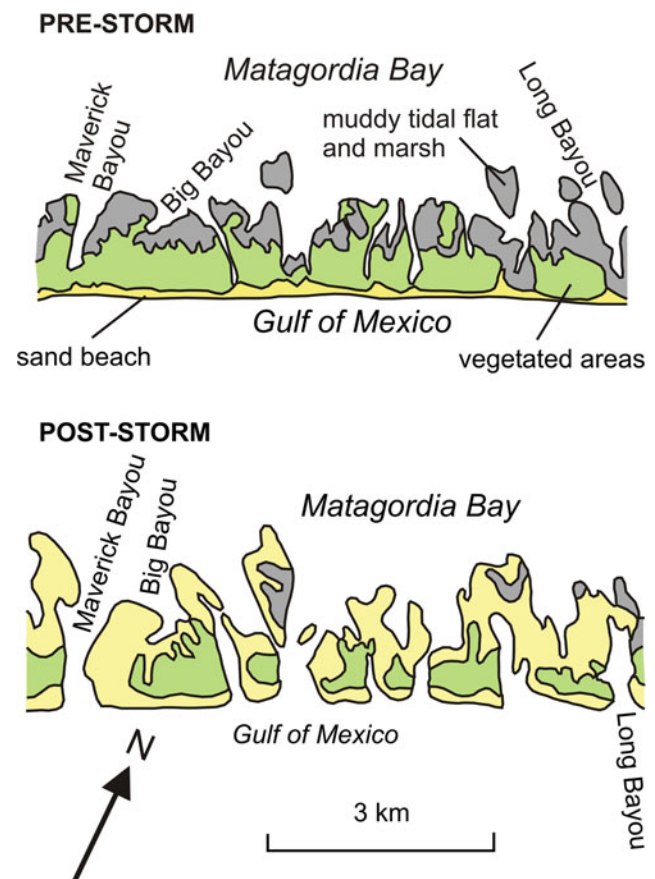 PRE-STORM
Matagordia Bay
Maverick
Bayou
Big Bayou
muddy tidal flat
and marsh
Long Bayou
Gulf of Mexico
sand beach
vegetated areas
POST-STORM
Maverick Bayou
Big Bayou
Matagordia Bay
Gulf of Mexico
Long Bayou
N
3 km